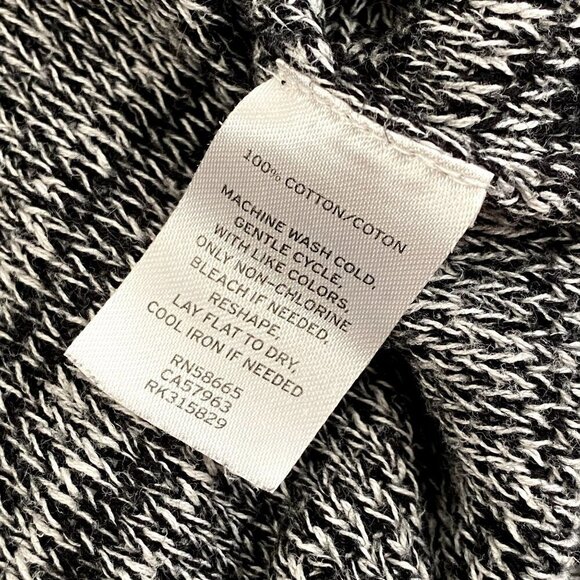 100% COTTON/COTON
MACHINE WASH COLD,
GENTLE CYCLE,
WITH LIKE COLORS,
ONLY NON-CHLORINE
BLEACH IF NEEDED,
RESHAPE,
LAY FLAT TO DRY,
COOL IRON IF NEEDED
RN58665
CA57963
RK315829